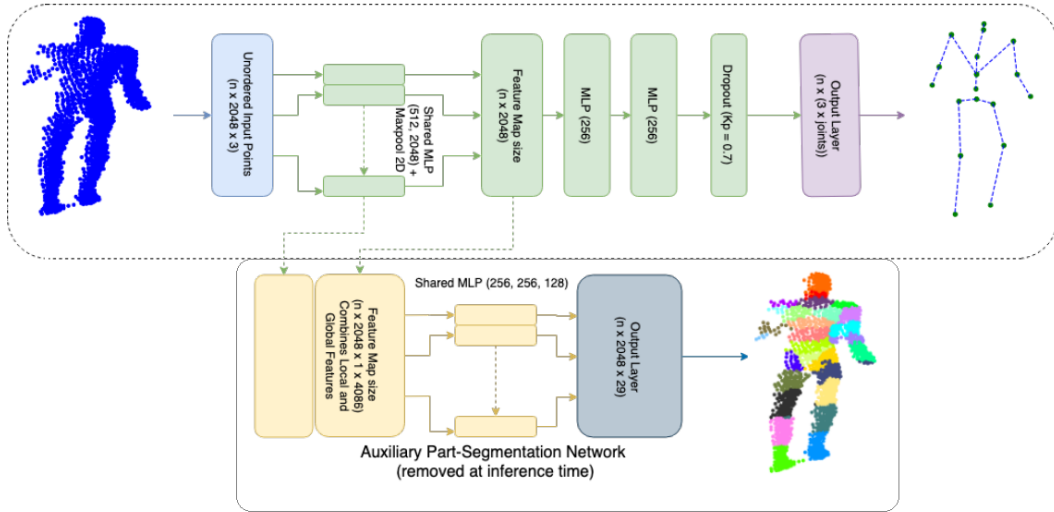 Unordered Input Points
(n x 2048 x 3)
Shared MLP
(512, 2048) +
Maxpool 2D
Feature Map size
(n x 2048)
MLP (256)
MLP (256)
Dropout (Kp = 0.7)
Output Layer
(n x (3 x joints))
Feature Map size
(n x 2048 x 1 x 4086)
Combines Local and
Global Features
Shared MLP (256, 256, 128)
Output Layer
(n x 2048 x 29)
Auxiliary Part-Segmentation Network
(removed at inference time)